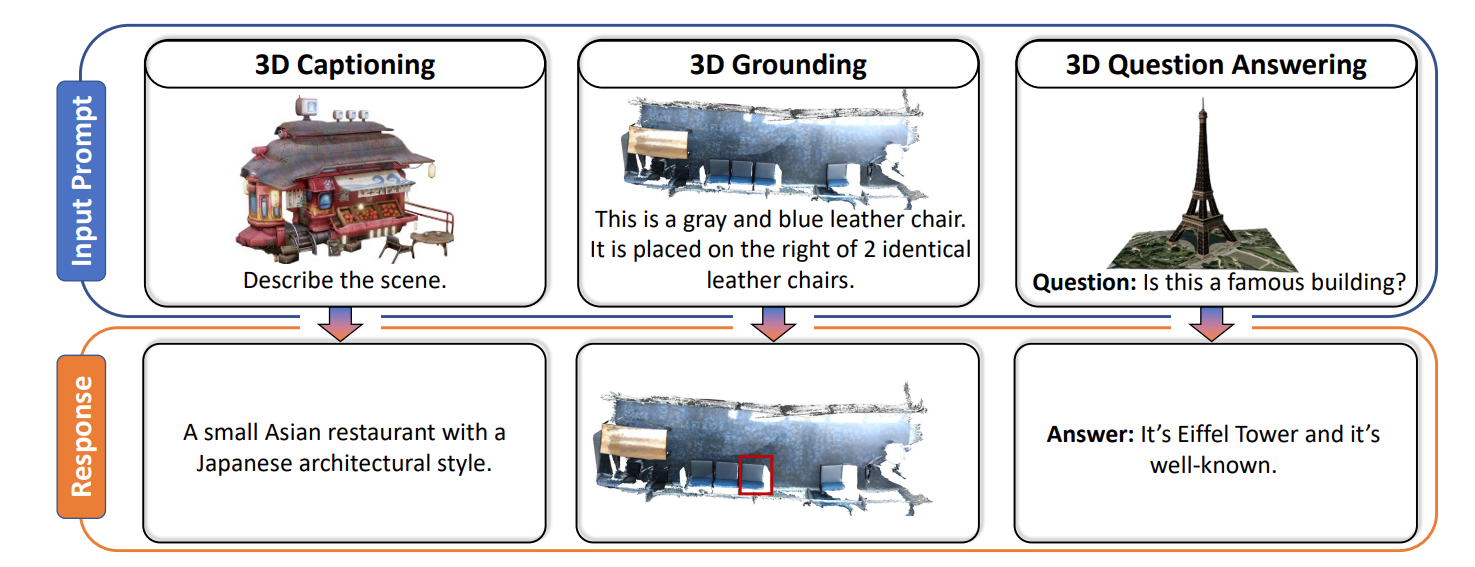 Input Prompt
3D Captioning
Describe the scene.
3D Grounding
This is a gray and blue leather chair.
It is placed on the right of 2 identical
leather chairs.
3D Question Answering
Question: Is this a famous building?
Response
A small Asian restaurant with a
Japanese architectural style.
Answer: It’s Eiffel Tower and it’s
well-known.